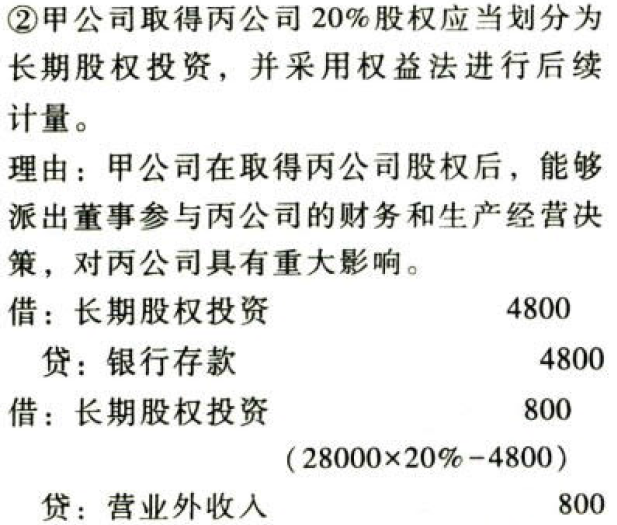 ②甲公司取得丙公司20%股权应当划分为
长期股权投资，并采用权益法进行后续
计量。
理由：甲公司在取得丙公司股权后，能够
派出董事参与丙公司的财务和生产经营决
策，对丙公司具有重大影响。
借：长期股权投资 4800
贷：银行存款 4800
借：长期股权投资 800
（28000×20%-4800）
贷：营业外收入 800